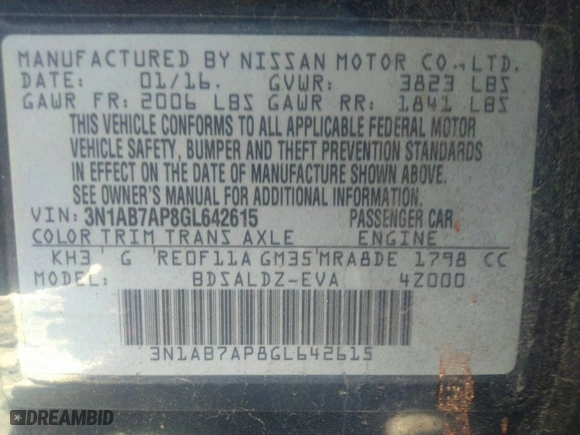 MANUFACTURED BY NISSAN MOTOR CO., LTD.
DATE: 01/16. GVWR: 3823 LBS
GAWR FR: 2006 LBS GAWR RR: 1841 LBS
THIS VEHICLE CONFORMS TO ALL APPLICABLE FEDERAL MOTOR
VEHICLE SAFETY, BUMPER AND THEFT PREVENTION STANDARDS
IN EFFECT ON THE DATE OF MANUFACTURE SHOWN ABOVE.
SEE OWNER'S MANUAL FOR ADDITIONAL INFORMATION.
VIN: 3N1AB7AP8GL642615 PASSENGER CAR
COLOR TRIM TRANS AXLE ENGINE
KH3 G RE0F11A GM35 MRA8DE 1798 CC
MODEL: BDSALDZ-EVA 4Z000
3N1AB7AP8GL642615
DREAMBID